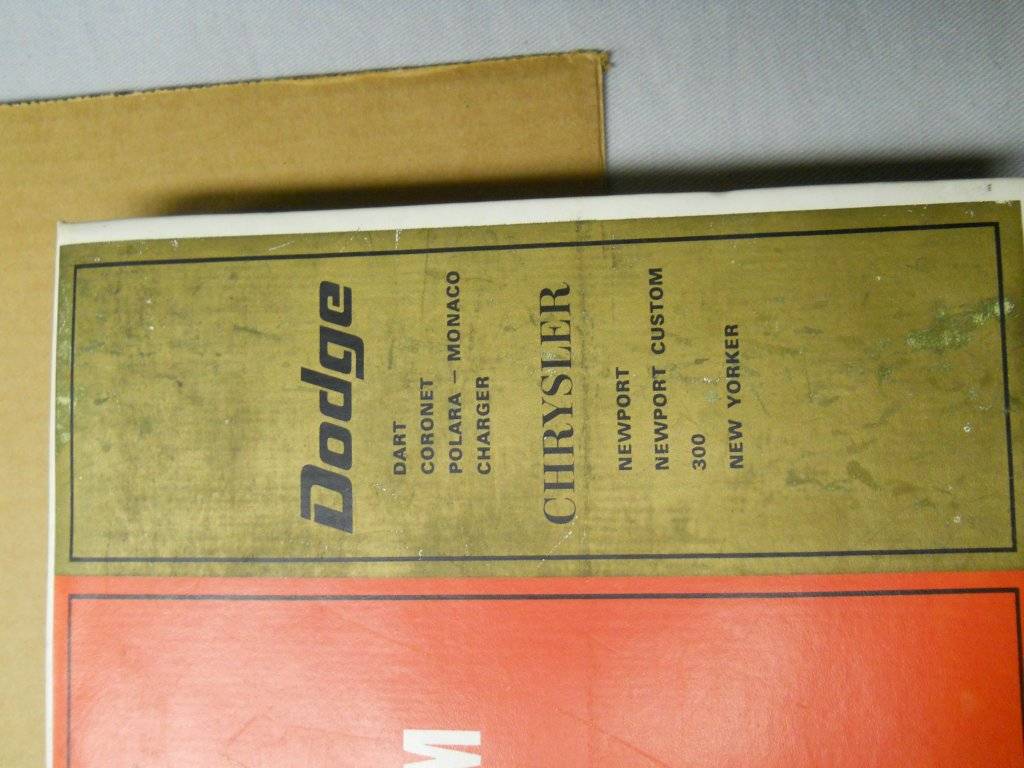 Dodge
DART
CORONET
POLARA – MONACO
CHARGER
CHRYSLER
NEWPORT
NEWPORT CUSTOM
300
NEW YORKER
M